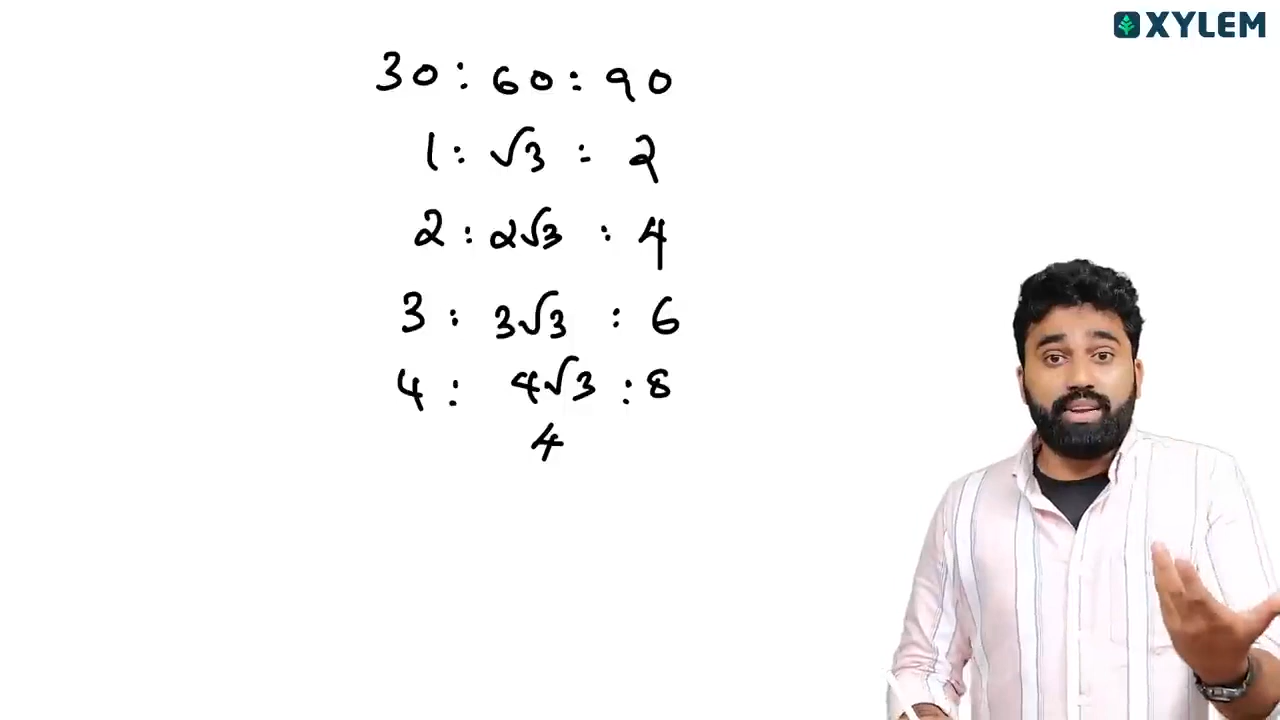 XYLEM
30 : 60 : 90
1 : √3 : 2
2 : 2√3 : 4
3 : 3√3 : 6
4 : 4√3 : 8
4